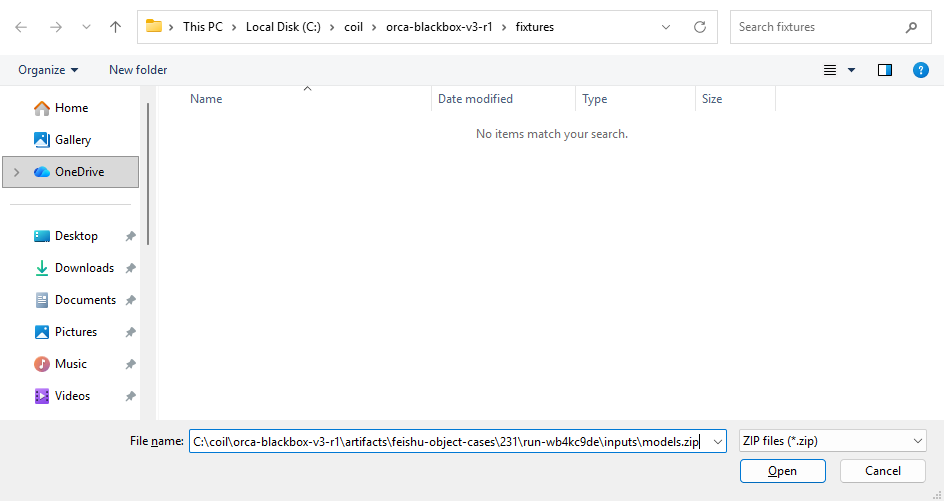 This PC > Local Disk (C:) > coil > orca-blackbox-v3-r1 > fixtures
Search fixtures
Organize
New folder
Name
Date modified
Type
Size
No items match your search.
Home
Gallery
OneDrive
Desktop
Downloads
Documents
Pictures
Music
Videos
File name:
C:\coil\orca-blackbox-v3-r1\artifacts\feishu-object-cases\231\run-wb4kc9de\inputs\models.zip
ZIP files (*.zip)
Open
Cancel